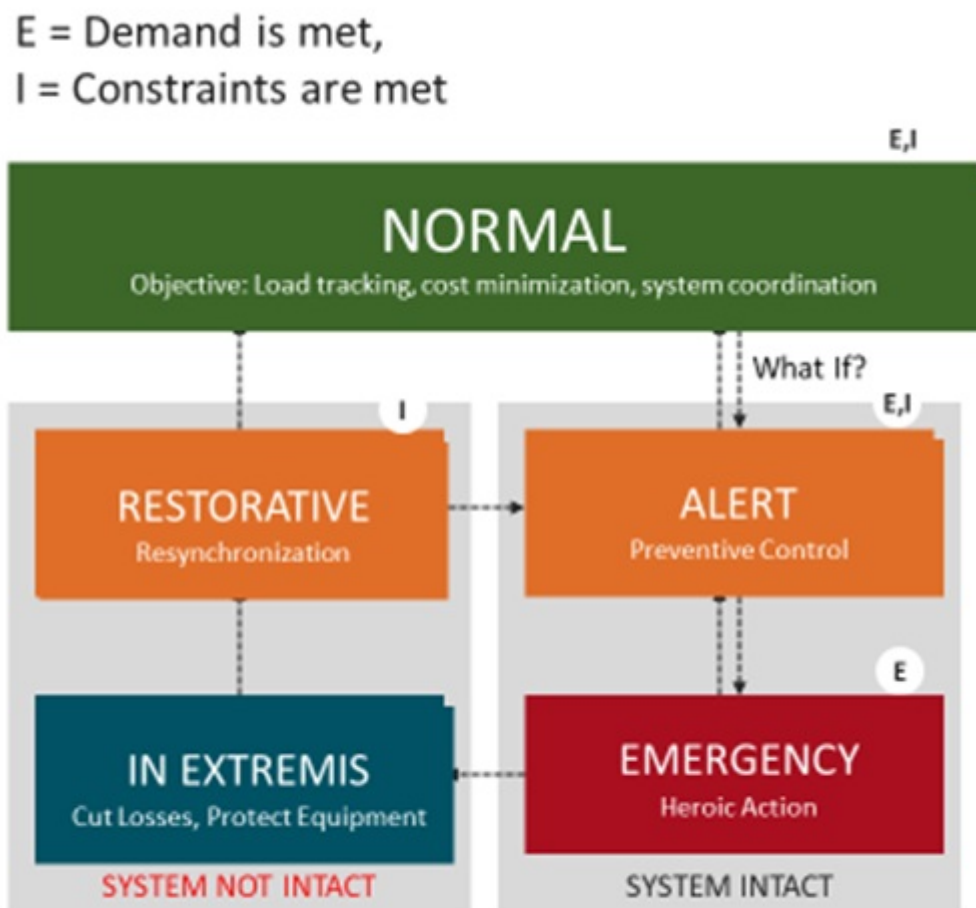 E = Demand is met,
I = Constraints are met
E,I
NORMAL
Objective: Load tracking, cost minimization, system coordination
What If?
I
RESTORATIVE
Resynchronization
E,I
ALERT
Preventive Control
IN EXTREMIS
Cut Losses, Protect Equipment
E
EMERGENCY
Heroic Action
SYSTEM NOT INTACT
SYSTEM INTACT